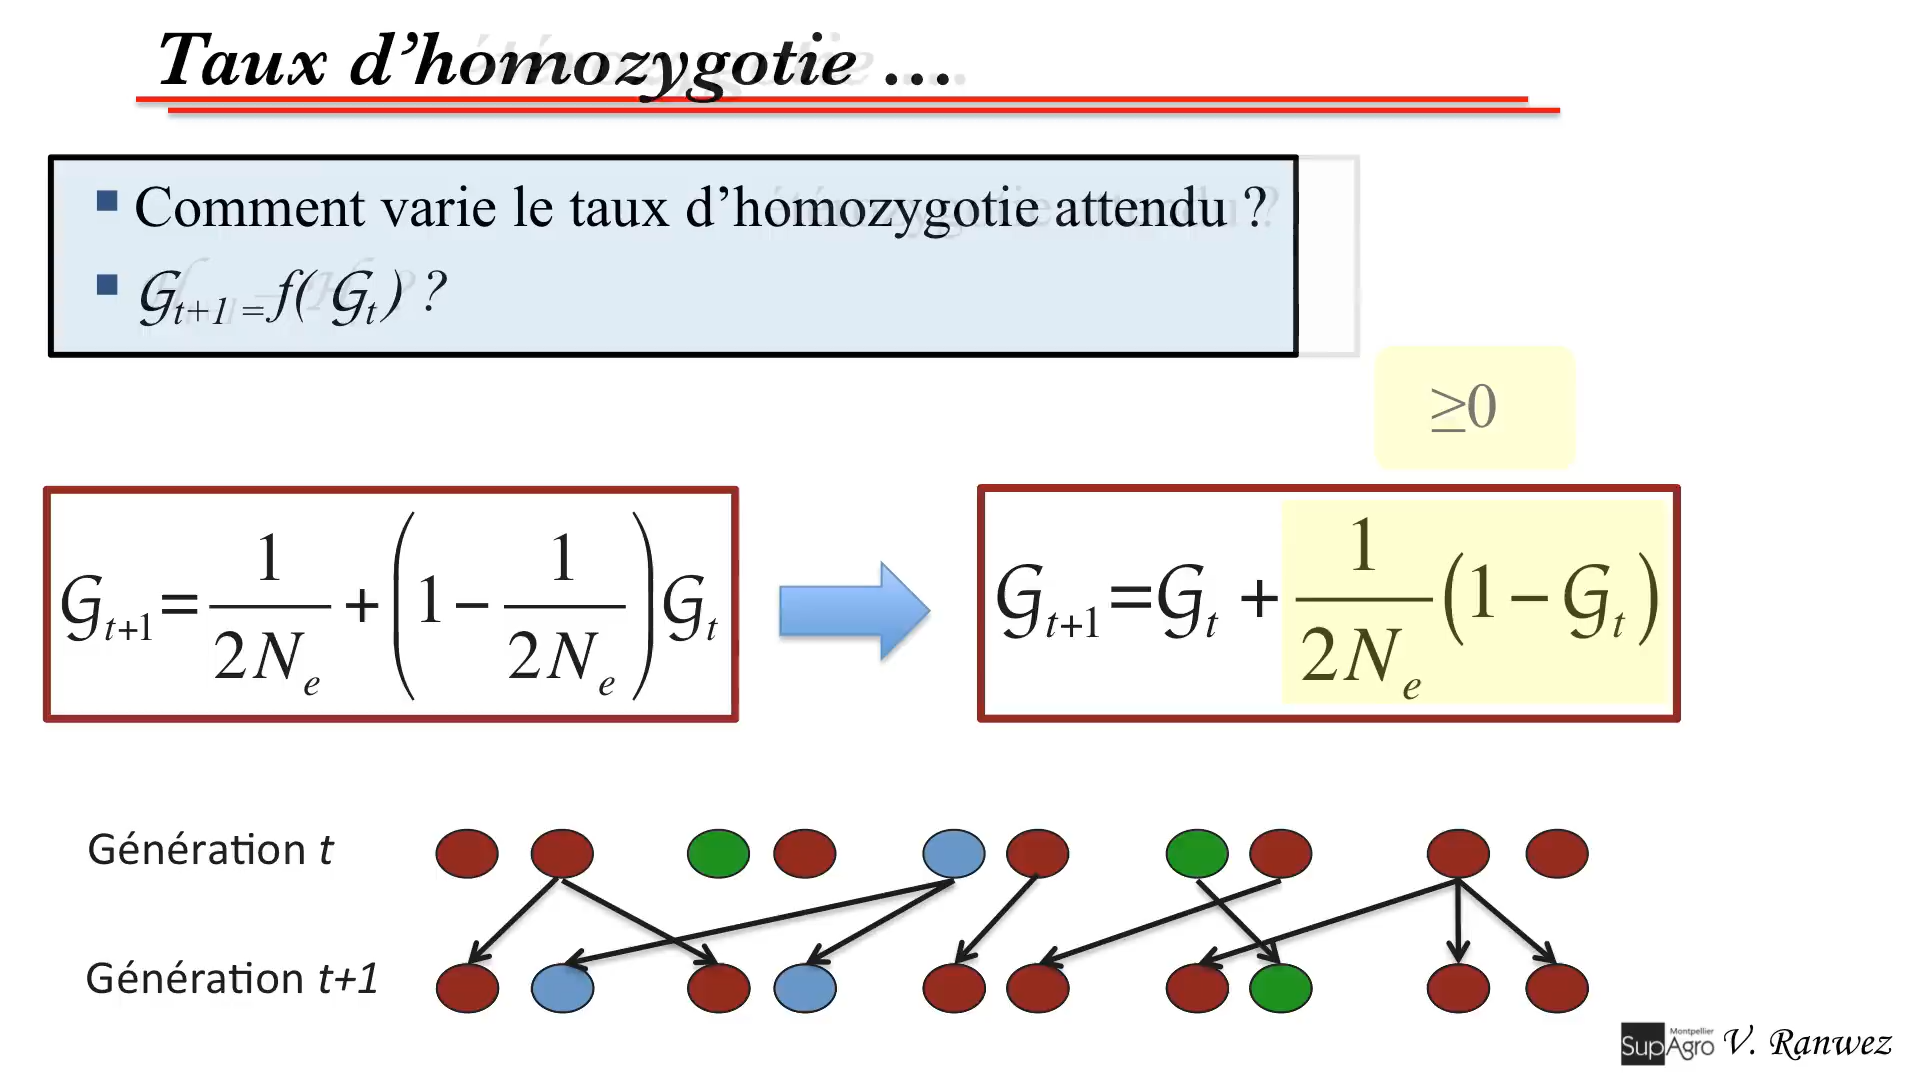 Taux d’homozygotie ...
Comment varie le taux d’homozygotie attendu ?
𝒢t+1 = f( 𝒢t ) ?
≥0
𝒢t+1 = 1/2Ne + (1 − 1/2Ne) 𝒢t
𝒢t+1 = 𝒢t + 1/2Ne (1 − 𝒢t)
Génération t
Génération t+1
Montpellier
SupAgro
V. Ranwez